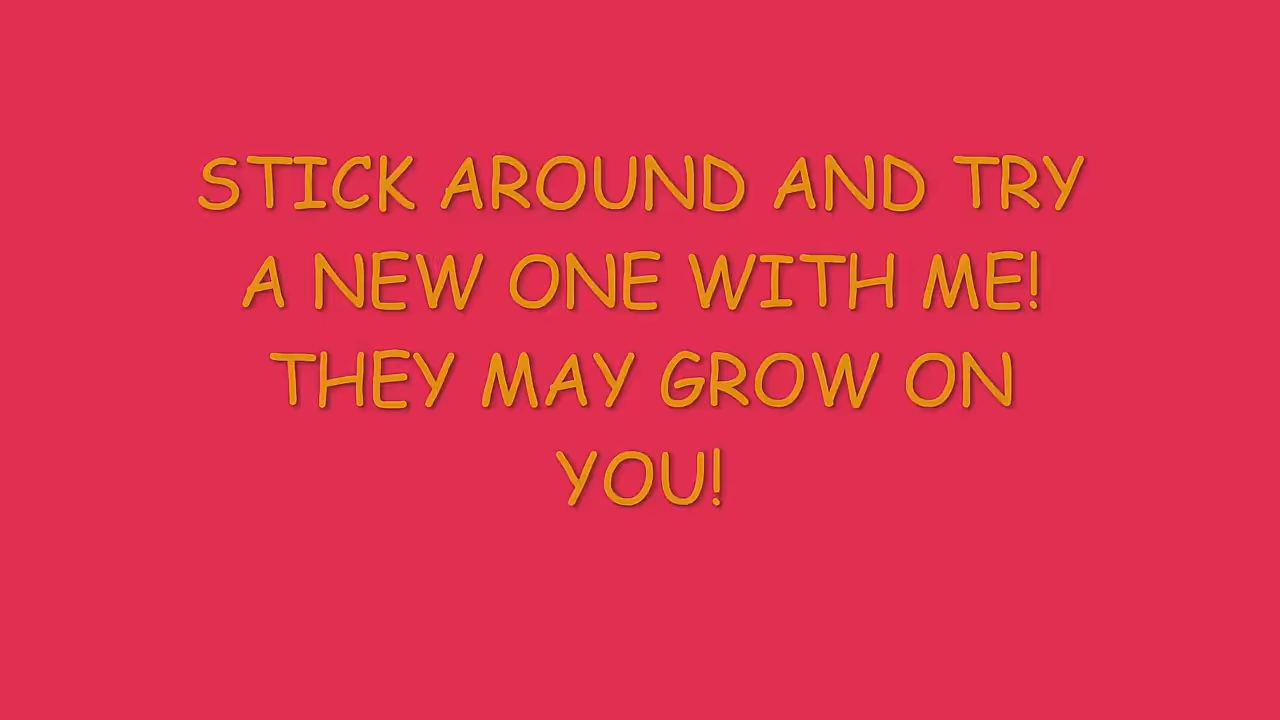 STICK AROUND AND TRY
A NEW ONE WITH ME!
THEY MAY GROW ON
YOU!